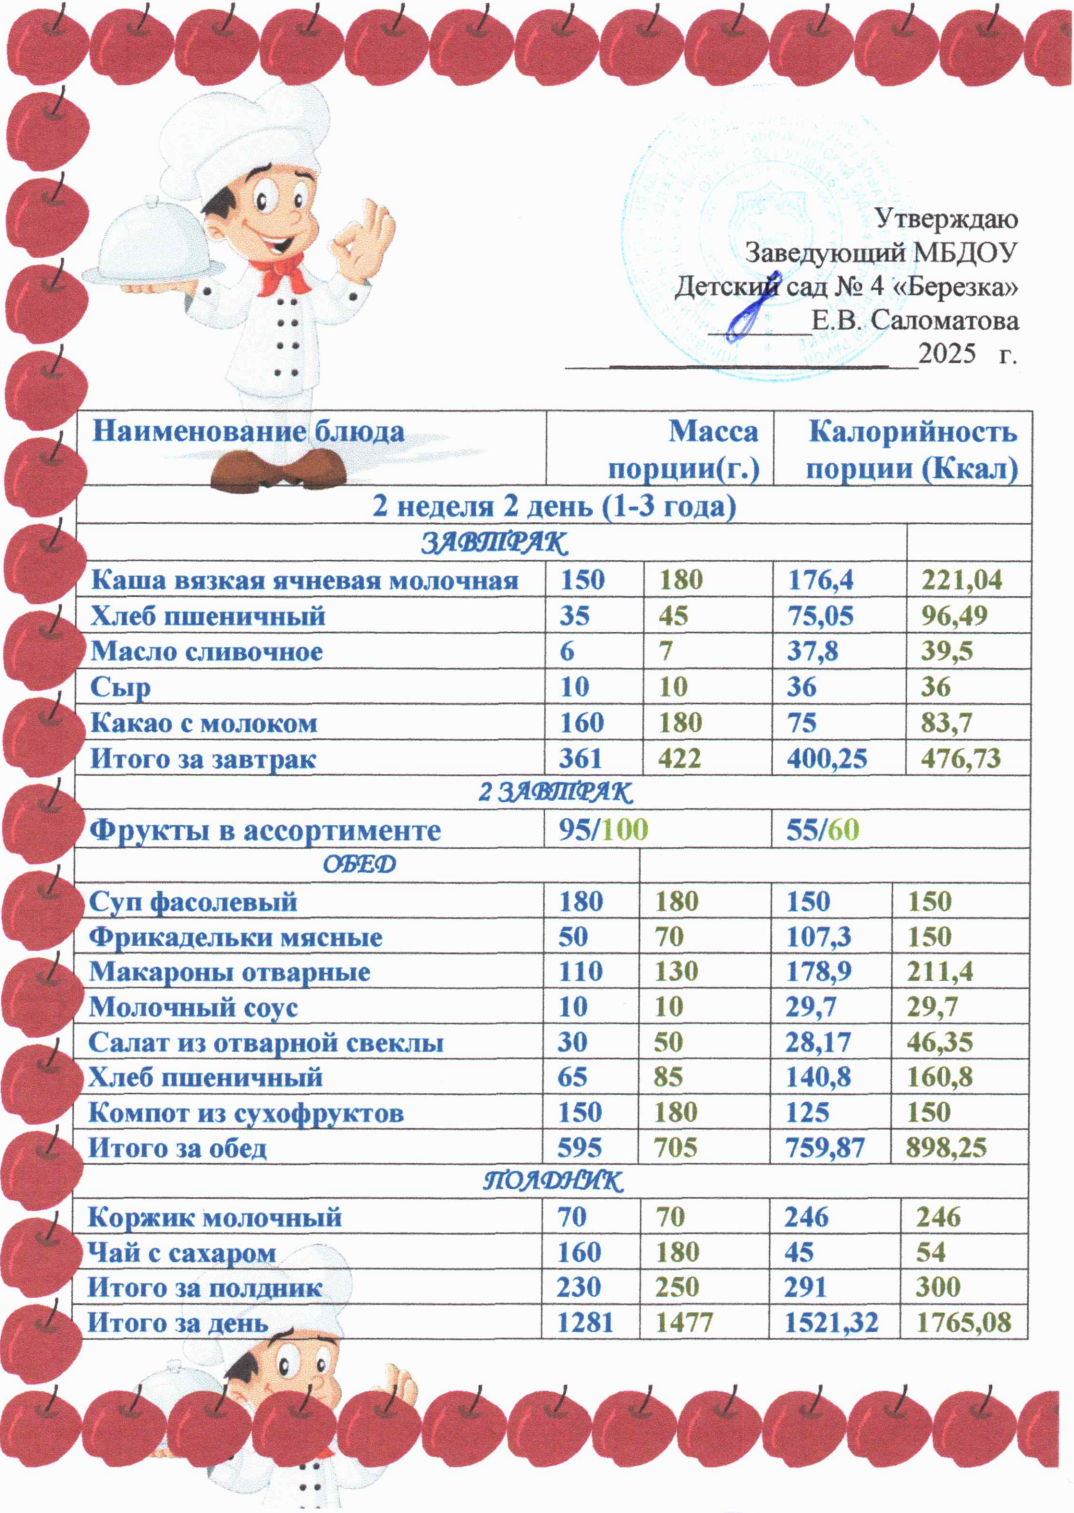 Утверждаю
Заведующий МБДОУ
Детский сад № 4 «Березка»
Е.В. Саломатова
2025 г.
Наименование блюда Масса порции(г.) Калорийность порции (Ккал)
2 неделя 2 день (1-3 года)
ЗАВТРАК
Каша вязкая ячневая молочная 150 180 176,4 221,04
Хлеб пшеничный 35 45 75,05 96,49
Масло сливочное 6 7 37,8 39,5
Сыр 10 10 36 36
Какао с молоком 160 180 75 83,7
Итого за завтрак 361 422 400,25 476,73
2 ЗАВТРАК
Фрукты в ассортименте 95/100 55/60
ОБЕД
Суп фасолевый 180 180 150 150
Фрикадельки мясные 50 70 107,3 150
Макароны отварные 110 130 178,9 211,4
Молочный соус 10 10 29,7 29,7
Салат из отварной свеклы 30 50 28,17 46,35
Хлеб пшеничный 65 85 140,8 160,8
Компот из сухофруктов 150 180 125 150
Итого за обед 595 705 759,87 898,25
ПОЛДНИК
Коржик молочный 70 70 246 246
Чай с сахаром 160 180 45 54
Итого за полдник 230 250 291 300
Итого за день 1281 1477 1521,32 1765,08